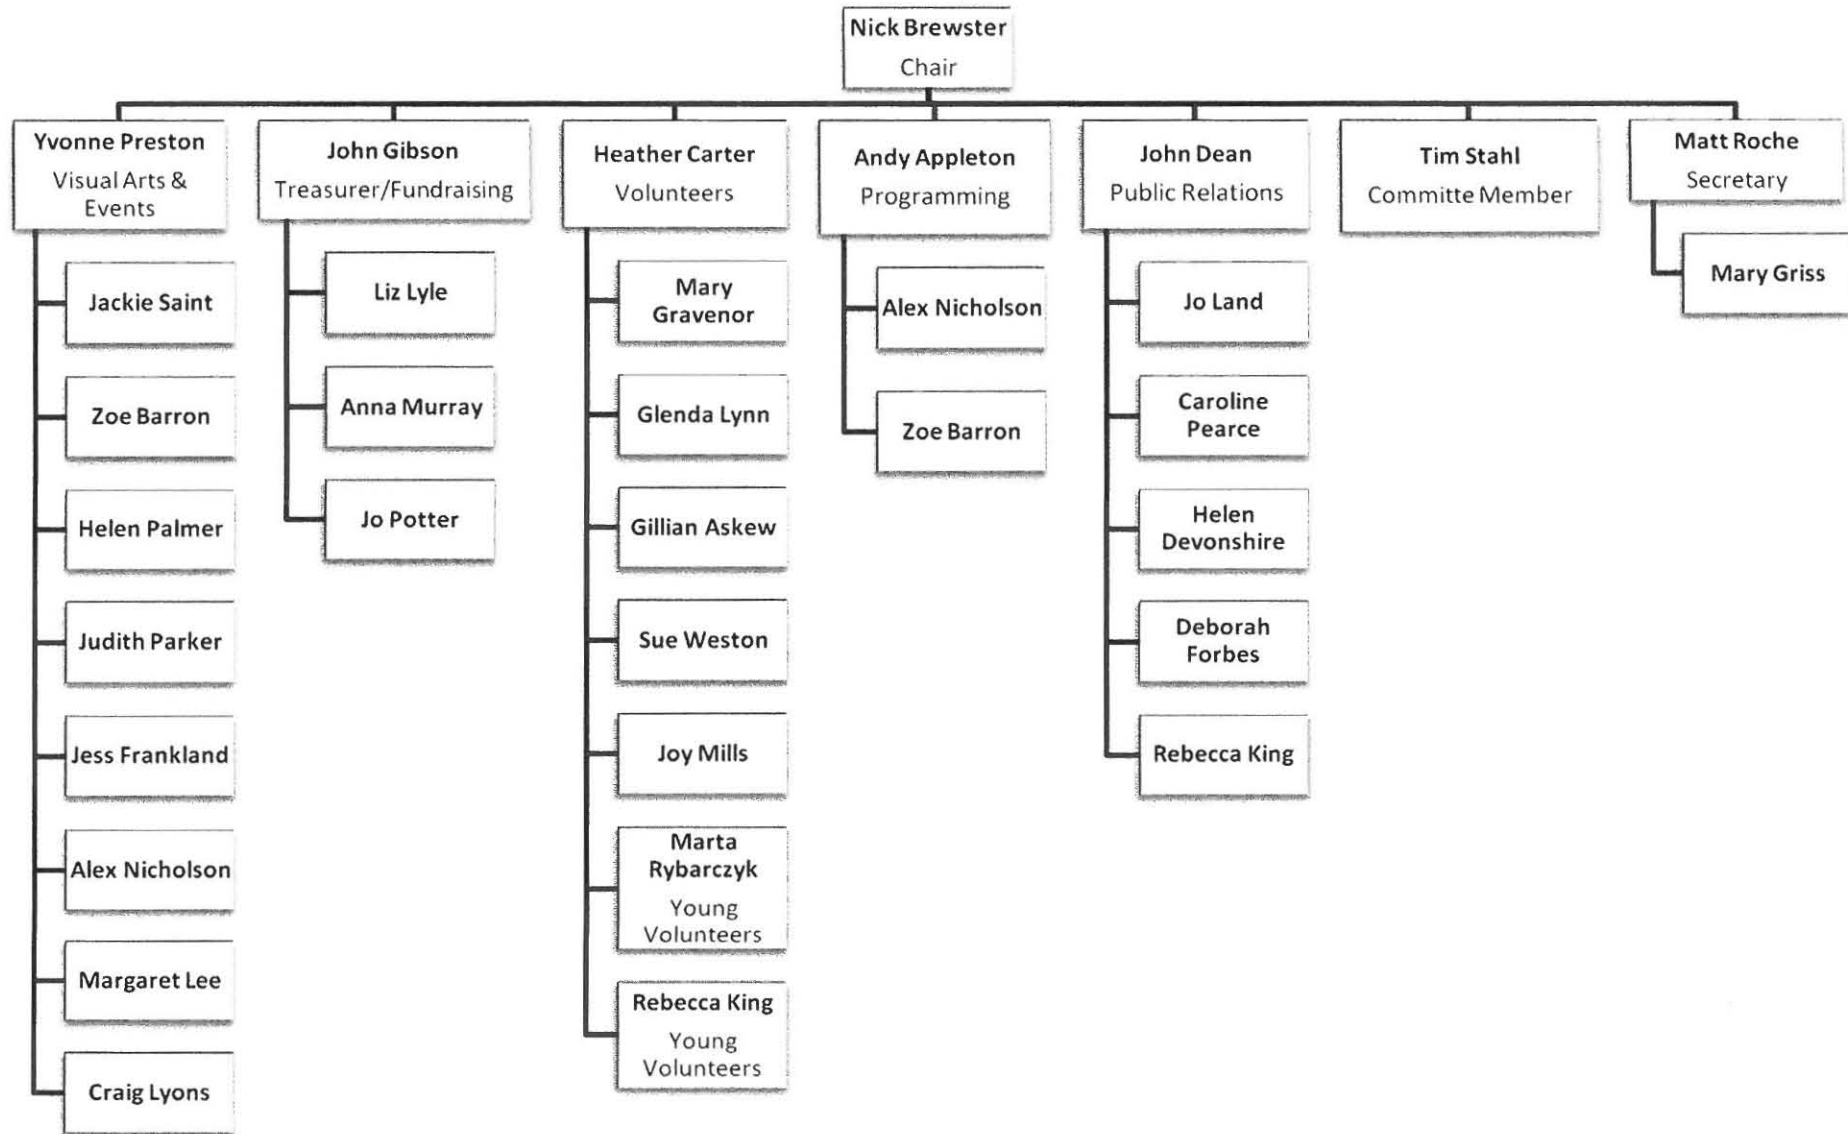 Nick Brewster
Chair
Yvonne Preston
Visual Arts &
Events
John Gibson
Treasurer/Fundraising
Heather Carter
Volunteers
Andy Appleton
Programming
John Dean
Public Relations
Tim Stahl
Committe Member
Matt Roche
Secretary
Jackie Saint
Zoe Barron
Helen Palmer
Judith Parker
Jess Frankland
Alex Nicholson
Margaret Lee
Craig Lyons
Liz Lyle
Anna Murray
Jo Potter
Mary
Gravenor
Glenda Lynn
Gillian Askew
Sue Weston
Joy Mills
Marta
Rybarczyk
Young
Volunteers
Rebecca King
Young
Volunteers
Alex Nicholson
Zoe Barron
Jo Land
Caroline
Pearce
Helen
Devonshire
Deborah
Forbes
Rebecca King
Mary Griss